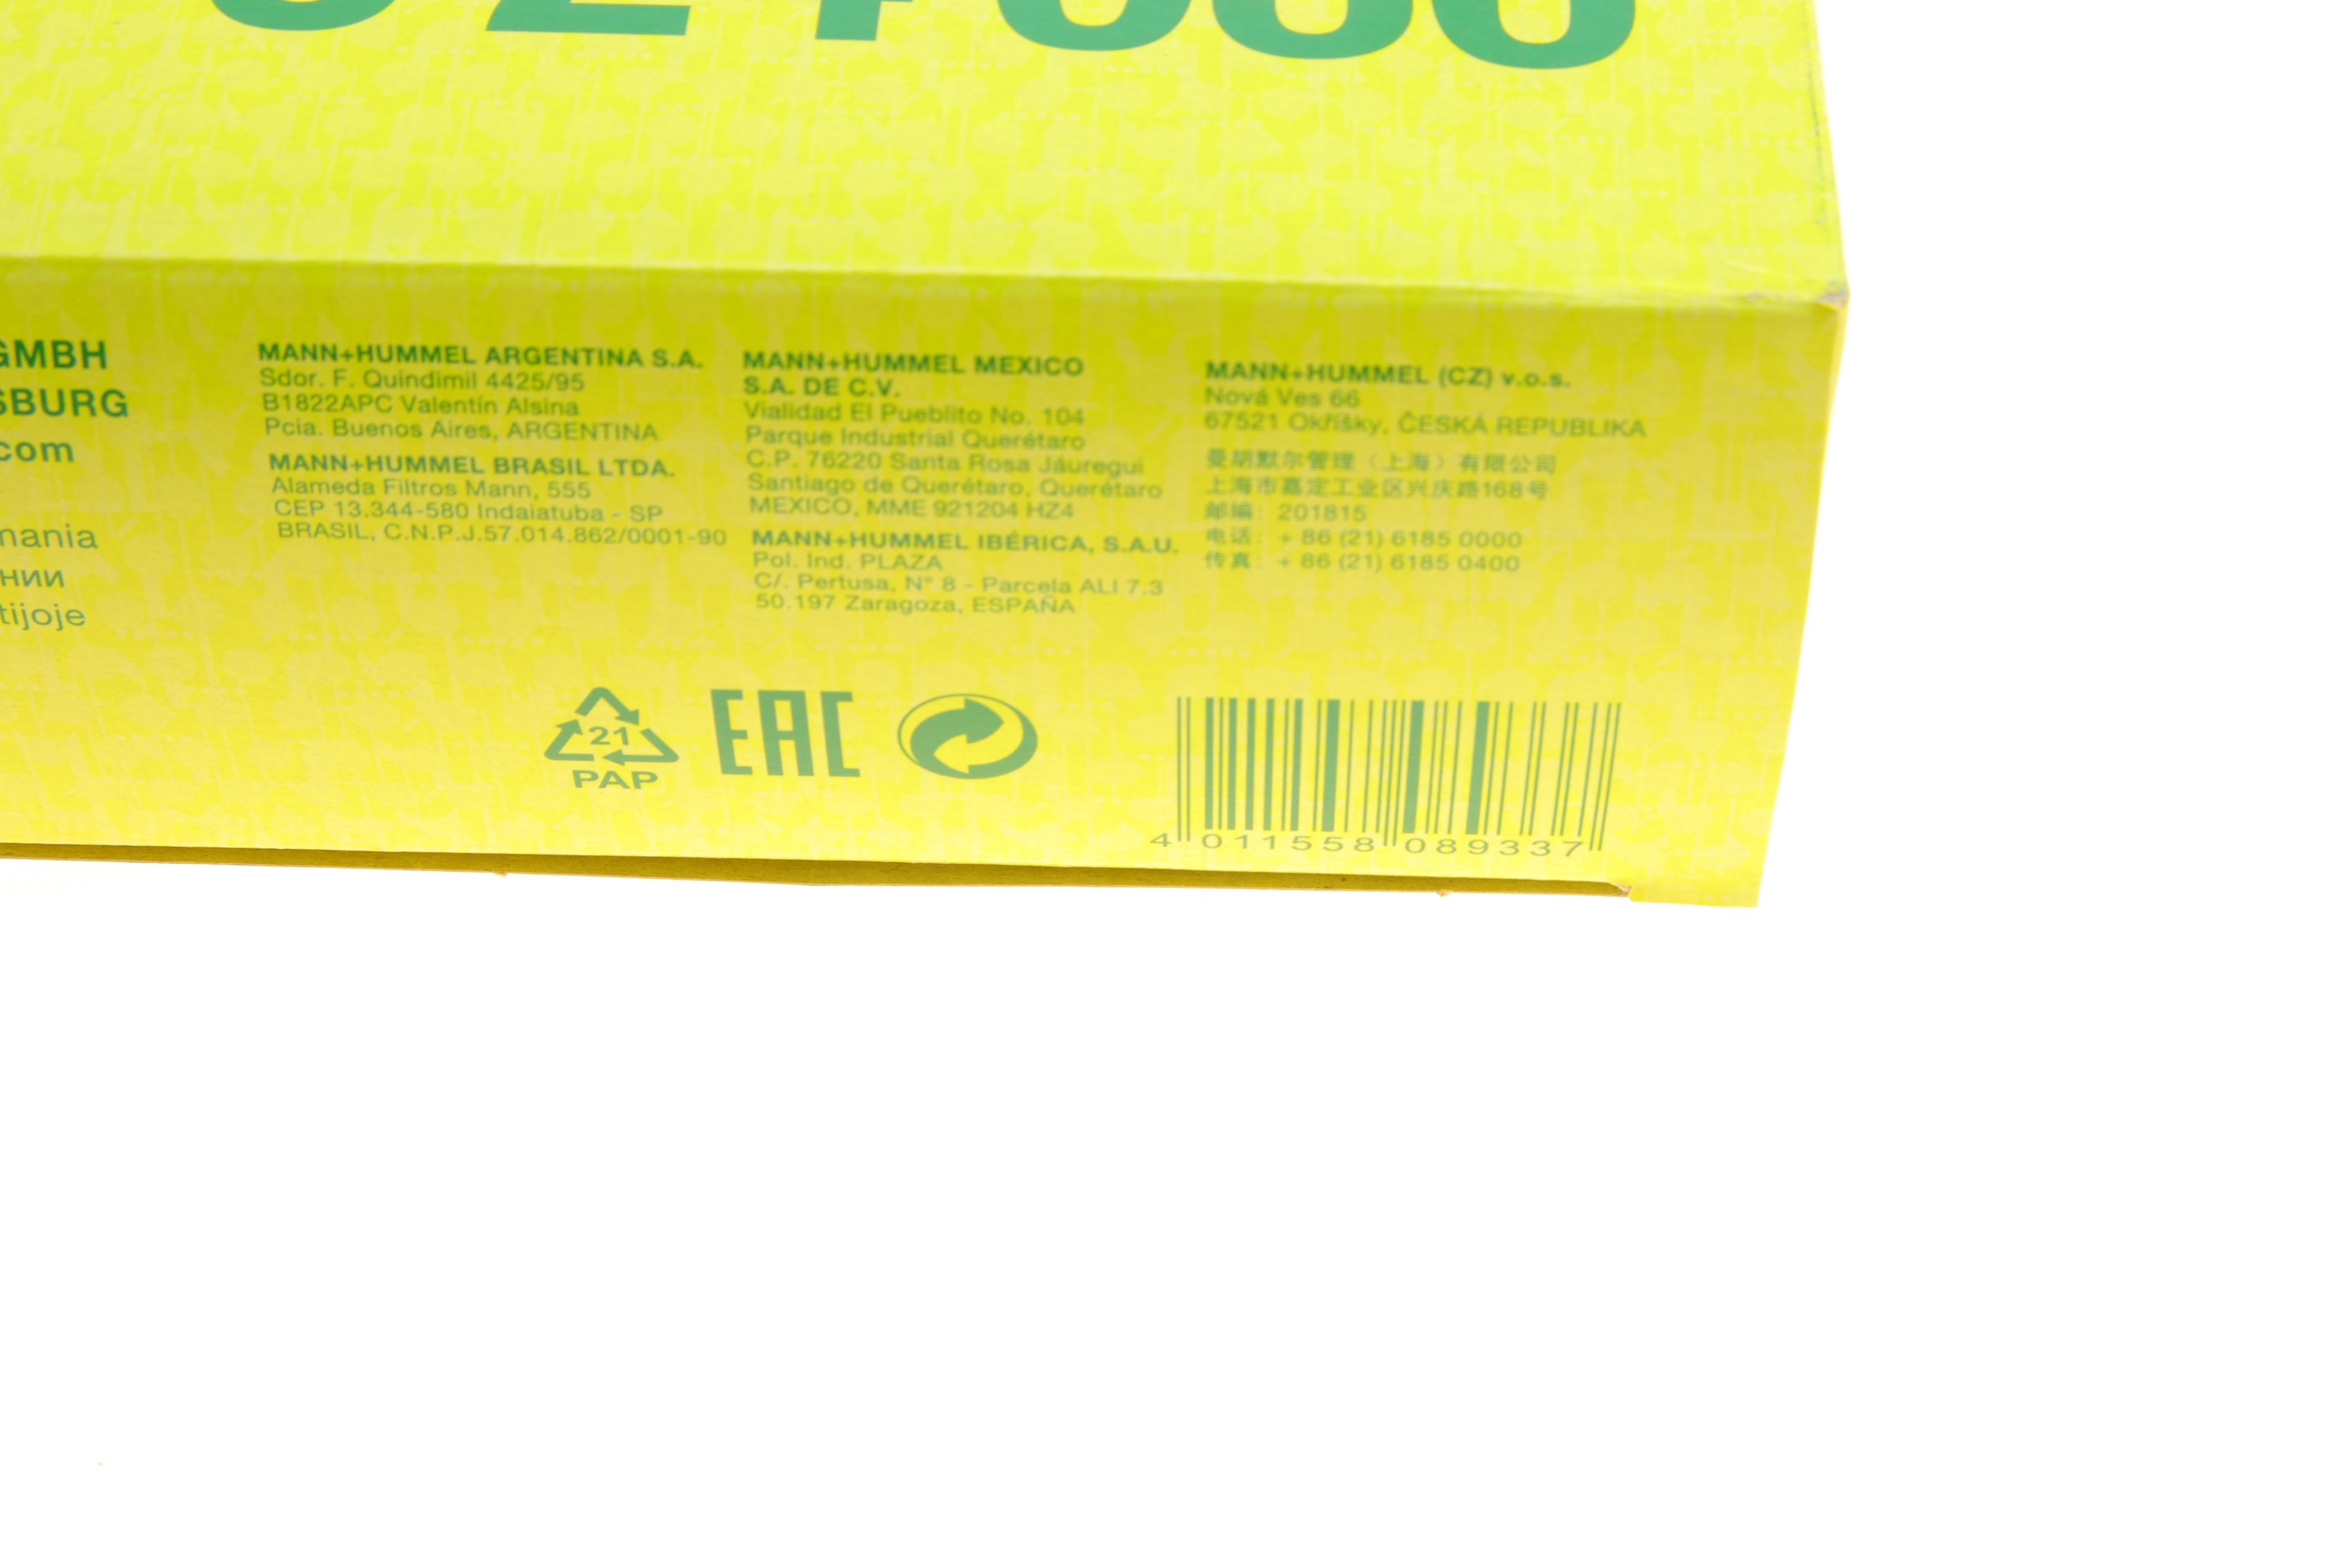 GMBH
SBURG
com
mania
нии
tijoje
MANN+HUMMEL ARGENTINA S.A.
Sdor. F. Quindimil 4425/95
B1822APC Valentín Alsina
Pcia. Buenos Aires, ARGENTINA
MANN+HUMMEL BRASIL LTDA.
Alameda Filtros Mann, 555
CEP 13.344-580 Indaiatuba - SP
BRASIL, C.N.P.J.57.014.862/0001-90
MANN+HUMMEL MEXICO
S.A. DE C.V.
Vialidad El Pueblito No. 104
Parque Industrial Querétaro
C.P. 76220 Santa Rosa Jáuregui
Santiago de Querétaro, Querétaro
MEXICO, MME 921204 HZ4
MANN+HUMMEL IBÉRICA, S.A.U.
Pol. Ind. PLAZA
C/. Pertusa, N° 8 - Parcela ALI 7.3
50.197 Zaragoza, ESPAÑA
MANN+HUMMEL (CZ) v.o.s.
Nová Ves 66
67521 Okříšky, ČESKÁ REPUBLIKA
曼胡默尔管理（上海）有限公司
上海市嘉定工业区兴庆路168号
邮编：201815
电话：+ 86 (21) 6185 0000
传真：+ 86 (21) 6185 0400
21
PAP
EAC
4 011558 089337